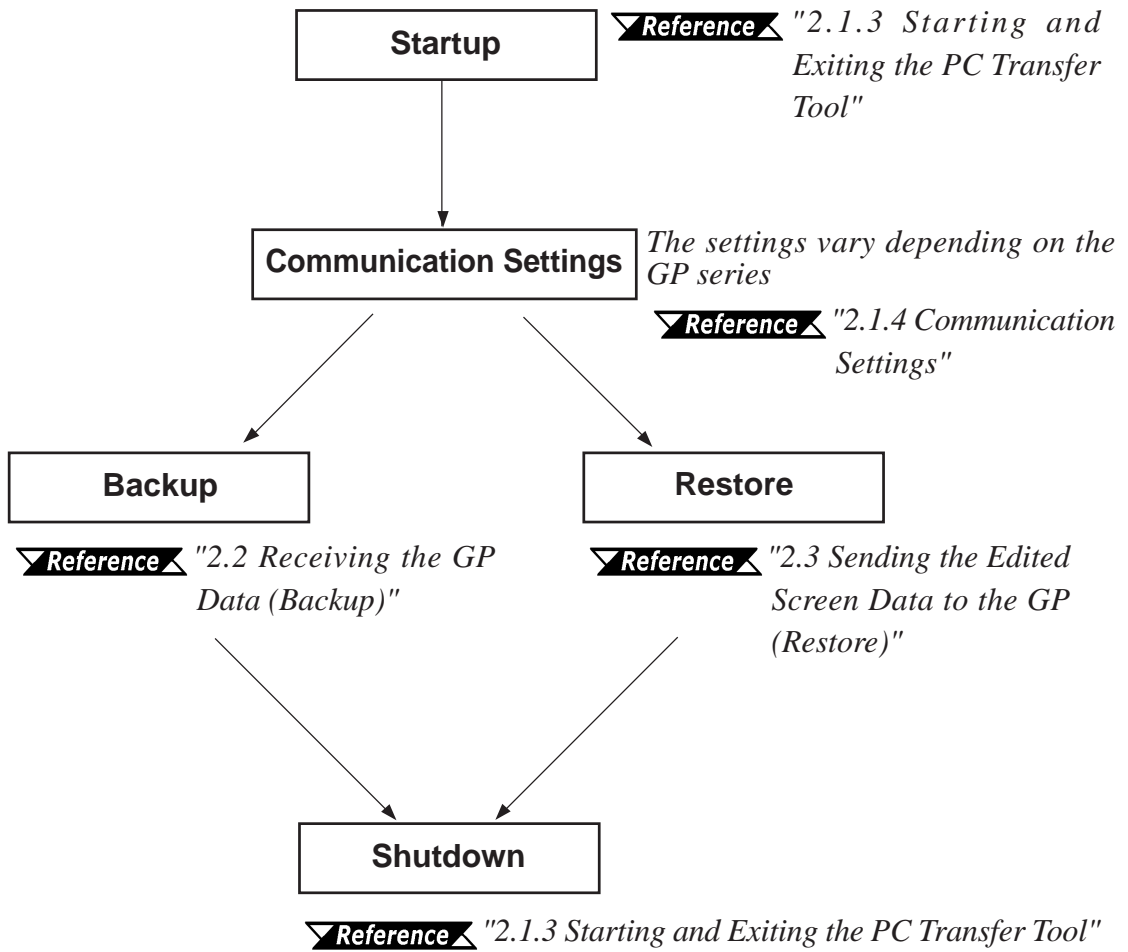 Startup
Reference "2.1.3 Starting and
Exiting the PC Transfer
Tool"
Communication Settings
The settings vary depending on the
GP series
Reference "2.1.4 Communication
Settings"
Backup
Reference "2.2 Receiving the GP
Data (Backup)"
Restore
Reference "2.3 Sending the Edited
Screen Data to the GP
(Restore)"
Shutdown
Reference "2.1.3 Starting and Exiting the PC Transfer Tool"